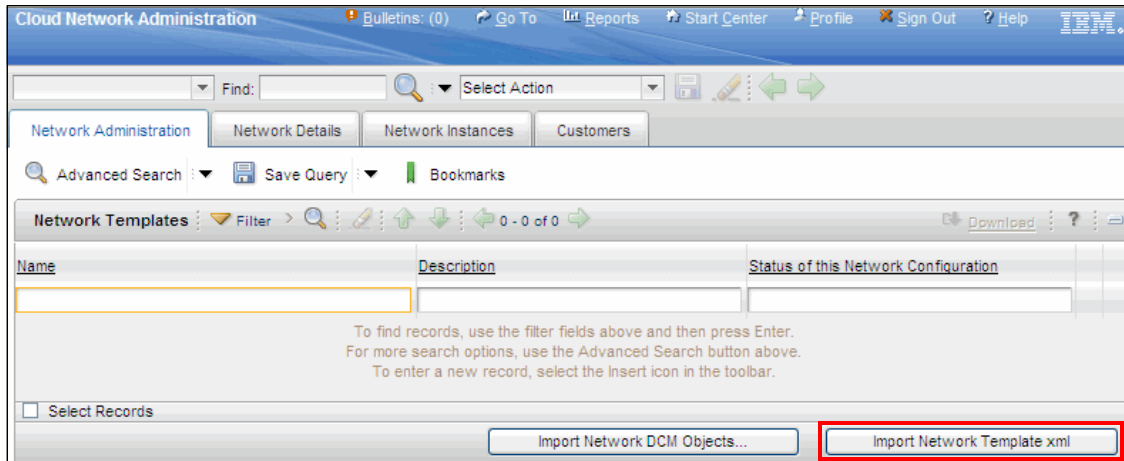 Cloud Network Administration Bulletins: (0) Go To Reports Start Center Profile Sign Out ? Help IBM.
Find: Select Action
Network Administration Network Details Network Instances Customers
Advanced Search Save Query Bookmarks
Network Templates Filter > 0 - 0 of 0 Download ?
Name Description Status of this Network Configuration
To find records, use the filter fields above and then press Enter.
For more search options, use the Advanced Search button above.
To enter a new record, select the Insert icon in the toolbar.
Select Records
Import Network DCM Objects... Import Network Template xml